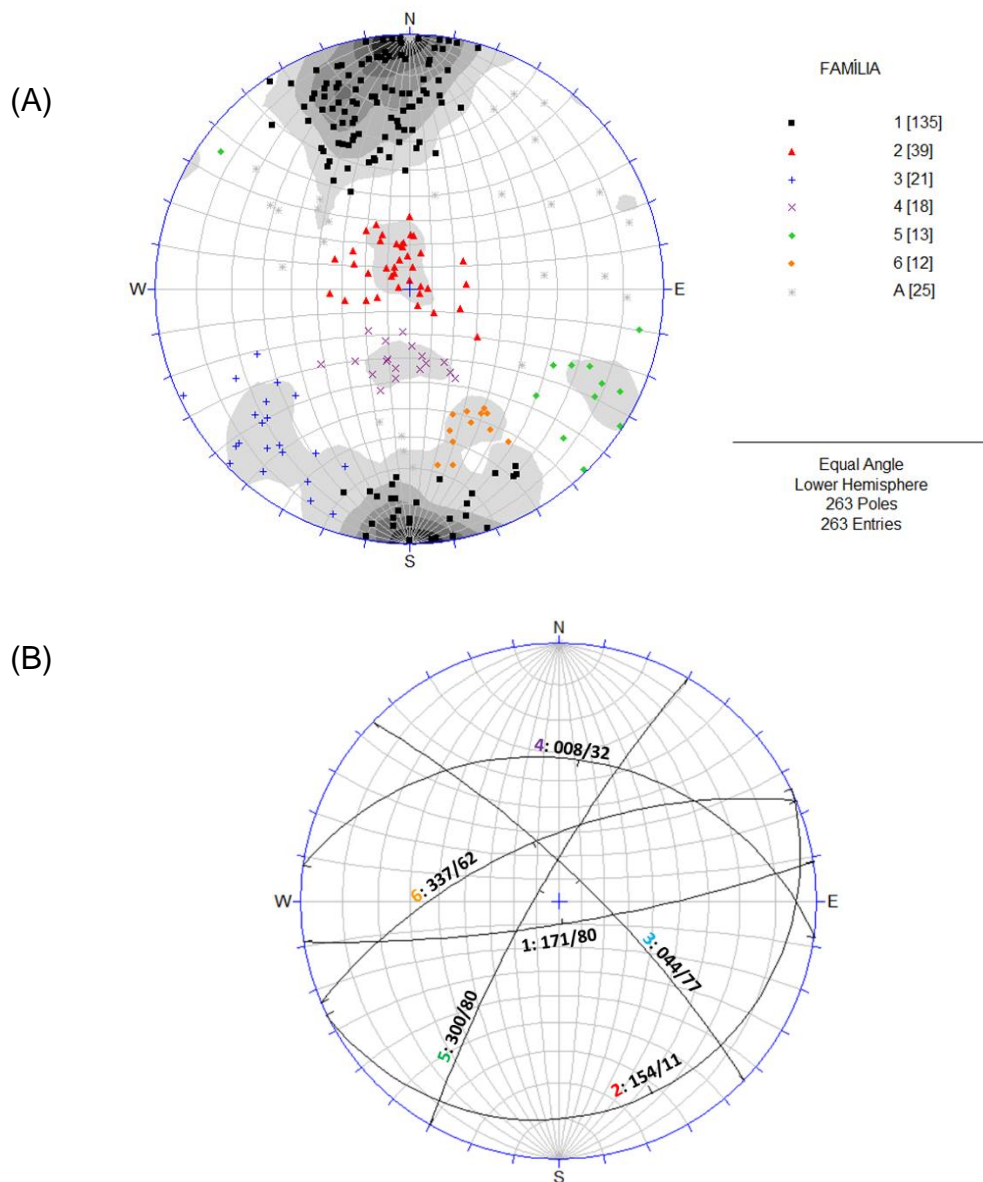 (A)
N
W
E
S
FAMÍLIA
1 [135]
2 [39]
3 [21]
4 [18]
5 [13]
6 [12]
A [25]
Equal Angle
Lower Hemisphere
263 Poles
263 Entries
(B)
N
4: 008/32
6: 337/62
W
E
1: 171/80
3: 044/77
5: 300/80
2: 154/11
S